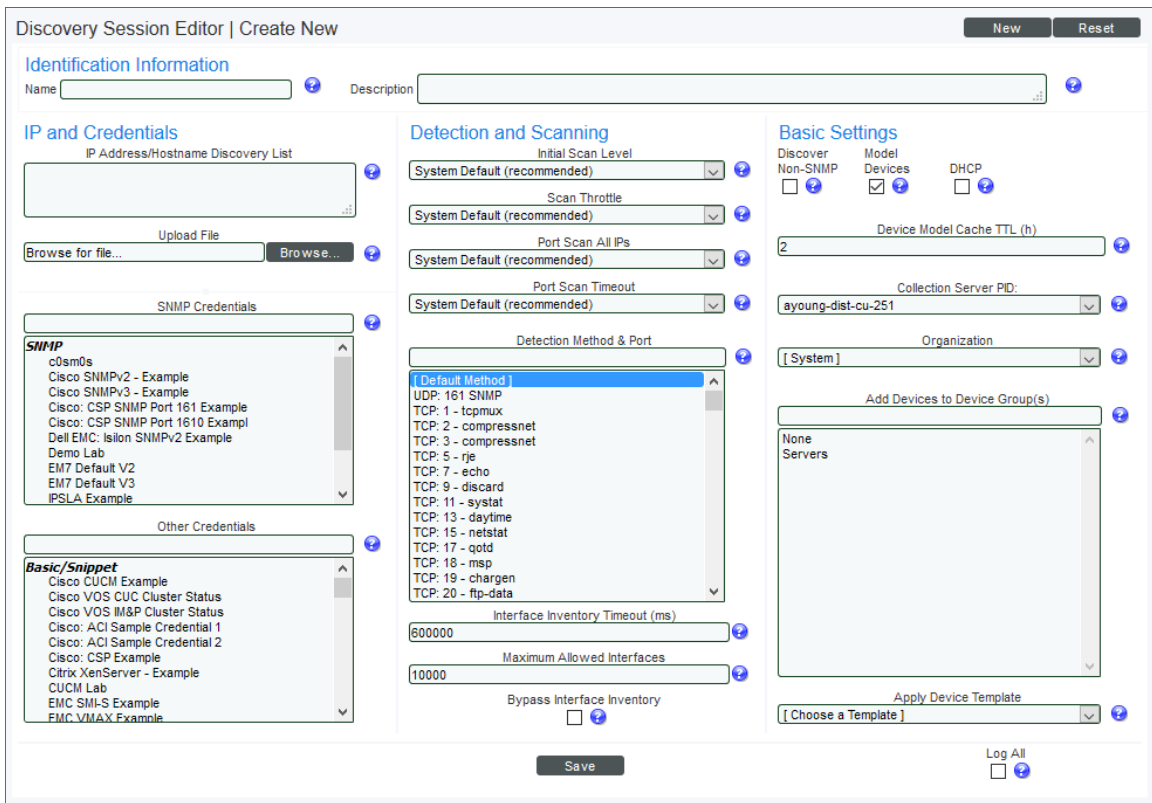 Discovery Session Editor | Create New
New
Reset
Identification Information
Name
Description
IP and Credentials
IP Address/Hostname Discovery List
Upload File
Browse for file...
Browse...
SNMP Credentials
SNMP
c0sm0s
Cisco SNMPv2 - Example
Cisco SNMPv3 - Example
Cisco: CSP SNMP Port 161 Example
Cisco: CSP SNMP Port 1610 Exampl
Dell EMC: Isilon SNMPv2 Example
Demo Lab
EM7 Default V2
EM7 Default V3
IPSLA Example
Other Credentials
Basic/Snippet
Cisco CUCM Example
Cisco VOS CUC Cluster Status
Cisco VOS IM&P Cluster Status
Cisco: ACI Sample Credential 1
Cisco: ACI Sample Credential 2
Cisco: CSP Example
Citrix XenServer - Example
CUCM Lab
EMC SMI-S Example
EMC VMAX Example
Detection and Scanning
Initial Scan Level
System Default (recommended)
Scan Throttle
System Default (recommended)
Port Scan All IPs
System Default (recommended)
Port Scan Timeout
System Default (recommended)
Detection Method & Port
[ Default Method ]
UDP: 161 SNMP
TCP: 1 - tcpmux
TCP: 2 - compressnet
TCP: 3 - compressnet
TCP: 5 - rje
TCP: 7 - echo
TCP: 9 - discard
TCP: 11 - systat
TCP: 13 - daytime
TCP: 15 - netstat
TCP: 17 - qotd
TCP: 18 - msp
TCP: 19 - chargen
TCP: 20 - ftp-data
Interface Inventory Timeout (ms)
600000
Maximum Allowed Interfaces
10000
Bypass Interface Inventory
Basic Settings
Discover Non-SNMP
Model Devices
DHCP
Device Model Cache TTL (h)
2
Collection Server PID:
ayoung-dist-cu-251
Organization
[ System ]
Add Devices to Device Group(s)
None
Servers
Apply Device Template
[ Choose a Template ]
Save
Log All